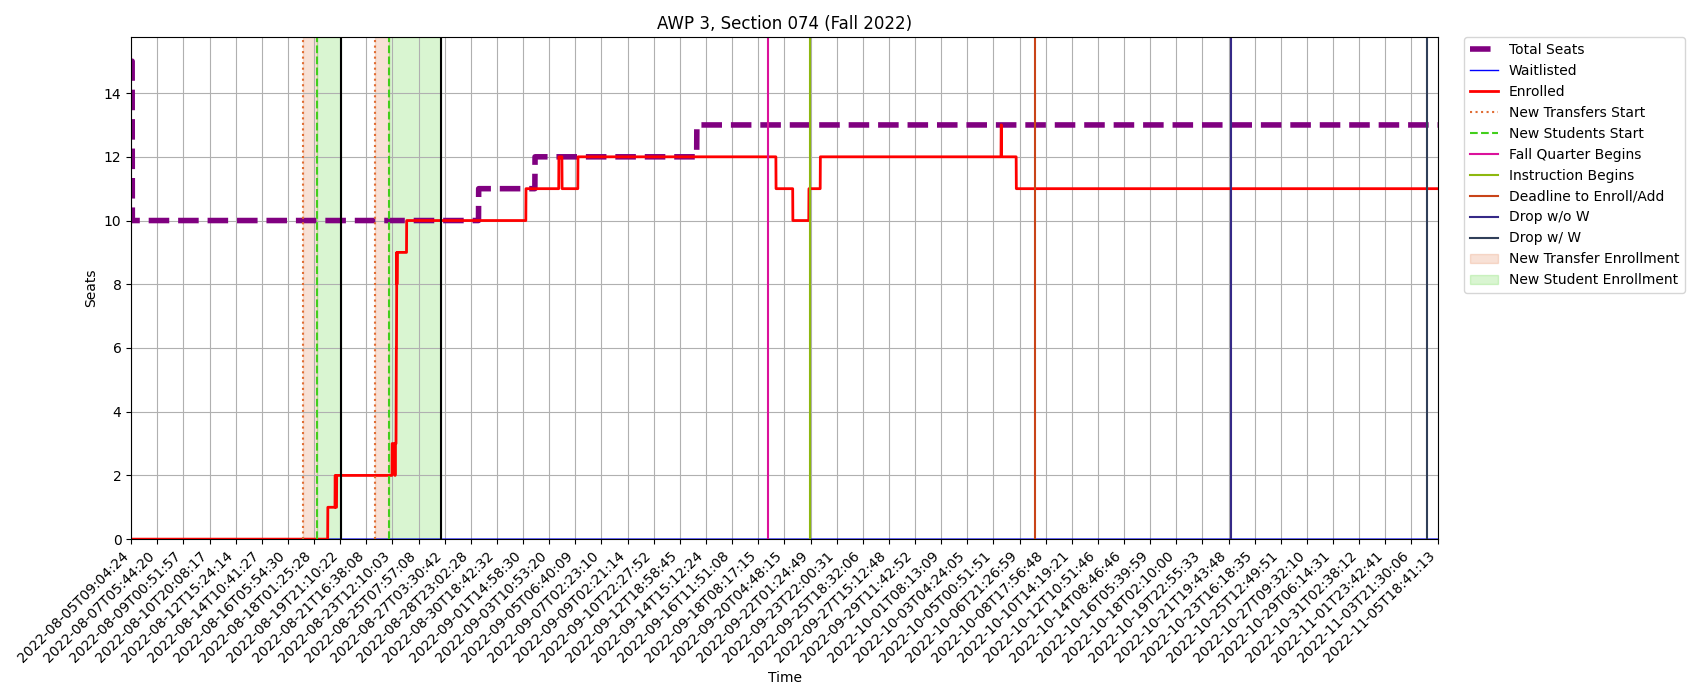 AWP 3, Section 074 (Fall 2022)
Seats
14
12
10
8
6
4
2
0
2022-08-05T09:04:24
2022-08-07T05:44:20
2022-08-09T00:51:57
2022-08-10T20:08:17
2022-08-12T15:24:14
2022-08-14T10:41:27
2022-08-16T05:54:30
2022-08-18T01:25:28
2022-08-19T21:10:22
2022-08-21T16:38:08
2022-08-23T12:10:03
2022-08-25T07:57:08
2022-08-27T03:30:42
2022-08-28T23:02:28
2022-08-30T18:42:32
2022-09-01T14:58:30
2022-09-03T10:53:20
2022-09-05T06:40:09
2022-09-07T02:23:10
2022-09-09T02:21:14
2022-09-10T22:27:52
2022-09-12T18:58:45
2022-09-14T15:12:24
2022-09-16T11:51:08
2022-09-18T08:17:15
2022-09-20T04:48:15
2022-09-22T01:24:49
2022-09-23T22:00:31
2022-09-25T18:32:06
2022-09-27T15:12:48
2022-09-29T11:42:52
2022-10-01T08:13:09
2022-10-03T04:24:05
2022-10-05T00:51:51
2022-10-06T21:26:59
2022-10-08T17:56:48
2022-10-10T14:19:21
2022-10-12T10:51:46
2022-10-14T08:46:46
2022-10-16T05:39:59
2022-10-18T02:10:00
2022-10-19T22:55:33
2022-10-21T19:43:48
2022-10-23T16:18:35
2022-10-25T12:49:51
2022-10-27T09:32:10
2022-10-29T06:14:31
2022-10-31T02:38:12
2022-11-01T23:42:41
2022-11-03T21:30:06
2022-11-05T18:41:13
Time
Total Seats
Waitlisted
Enrolled
New Transfers Start
New Students Start
Fall Quarter Begins
Instruction Begins
Deadline to Enroll/Add
Drop w/o W
Drop w/ W
New Transfer Enrollment
New Student Enrollment